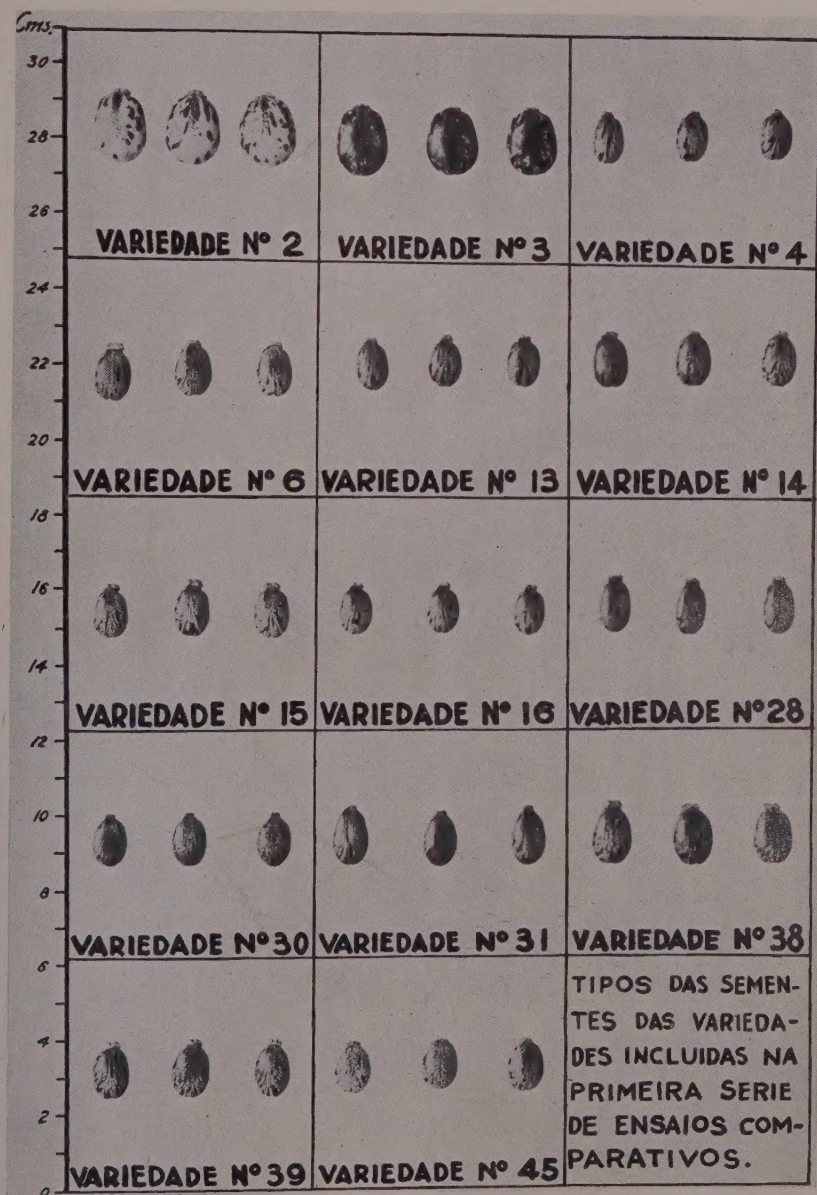 Cms.
30
28
26
24
22
20
18
16
14
12
10
8
6
4
2
0
VARIEDADE Nº 2
VARIEDADE Nº 3
VARIEDADE Nº 4
VARIEDADE Nº 6
VARIEDADE Nº 13
VARIEDADE Nº 14
VARIEDADE Nº 15
VARIEDADE Nº 16
VARIEDADE Nº 28
VARIEDADE Nº 30
VARIEDADE Nº 31
VARIEDADE Nº 38
VARIEDADE Nº 39
VARIEDADE Nº 45
TIPOS DAS SEMEN-
TES DAS VARIEDA-
DES INCLUIDAS NA
PRIMEIRA SERIE
DE ENSAIOS COM-
PARATIVOS.